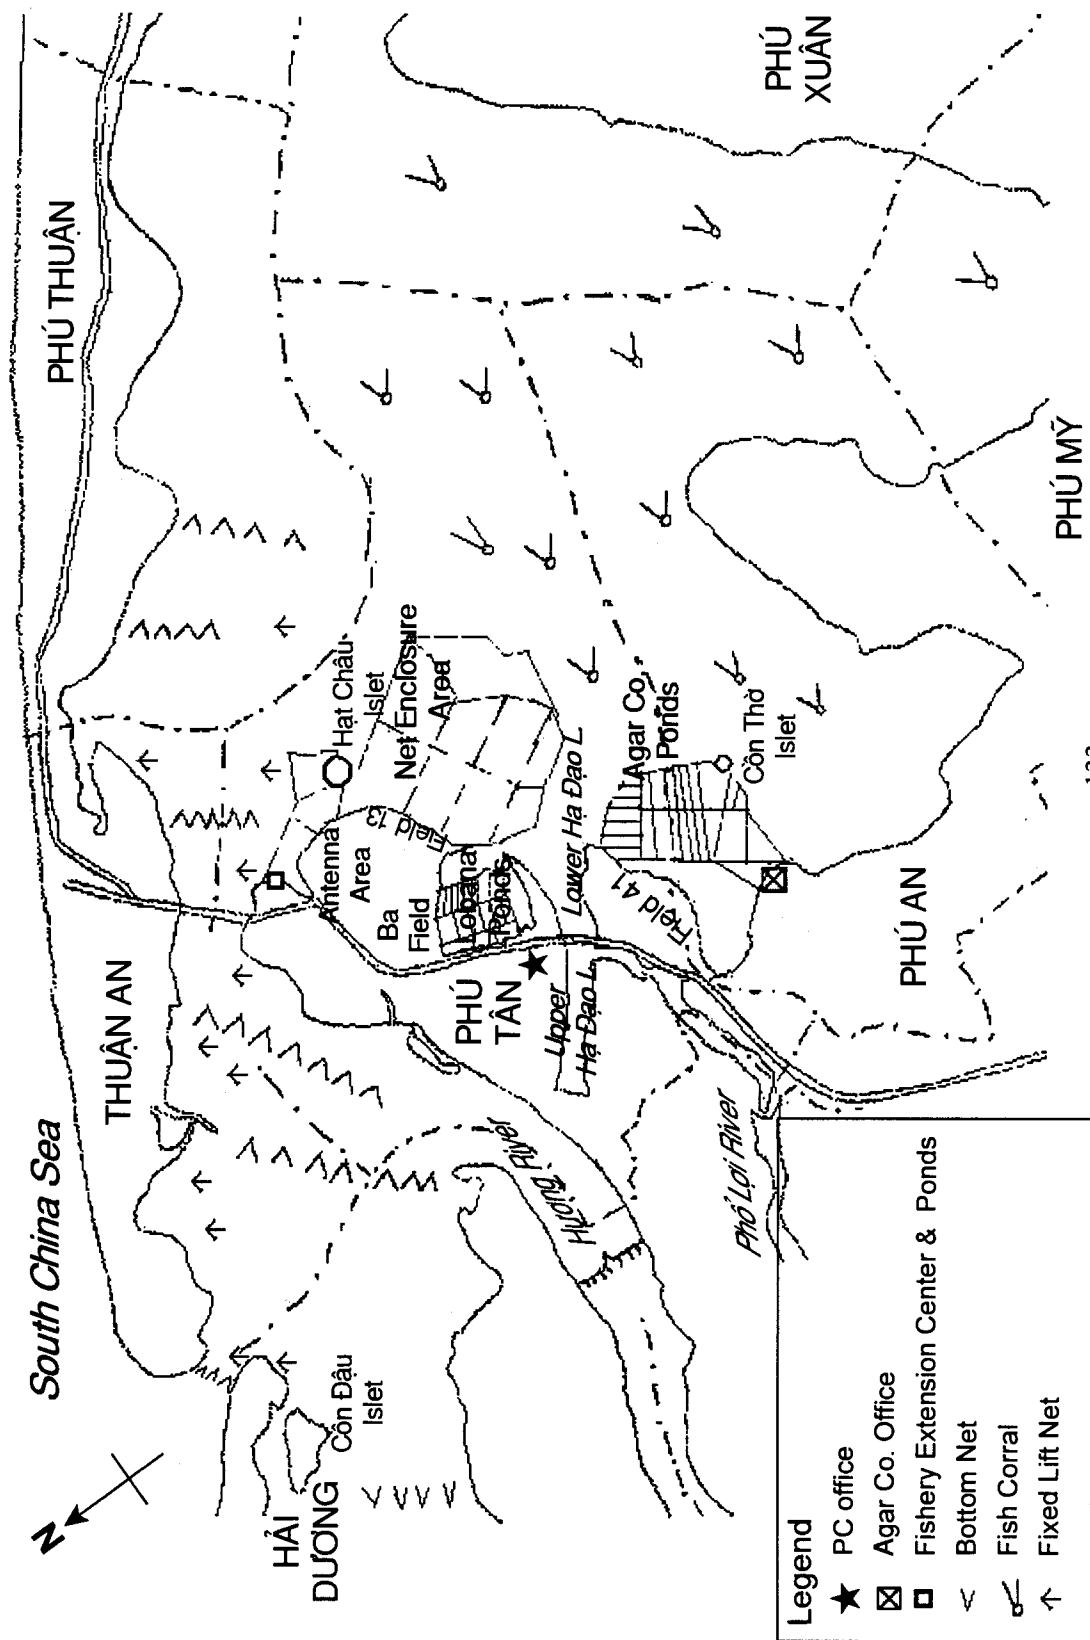 South China Sea
N
HẢI
DƯƠNG
Côn Đậu
Islet
THUẬN AN
PHÚ THUẬN
Hat Châu
Islet
Net Enclosure
Area
Field 13
Antenna
Area
Ba
Field
Lobana
Ponds
PHÚ
TÂN
Upper
Hạ Đạo L.
Lower Hạ Đạo L.
Agar Co.
Ponds
Côn Thờ
Islet
Field 41
Hương River
Phổ Lợi River
PHÚ AN
PHÚ MỸ
PHÚ
XUÂN
Legend
PC office
Agar Co. Office
Fishery Extension Center & Ponds
Bottom Net
Fish Corral
Fixed Lift Net